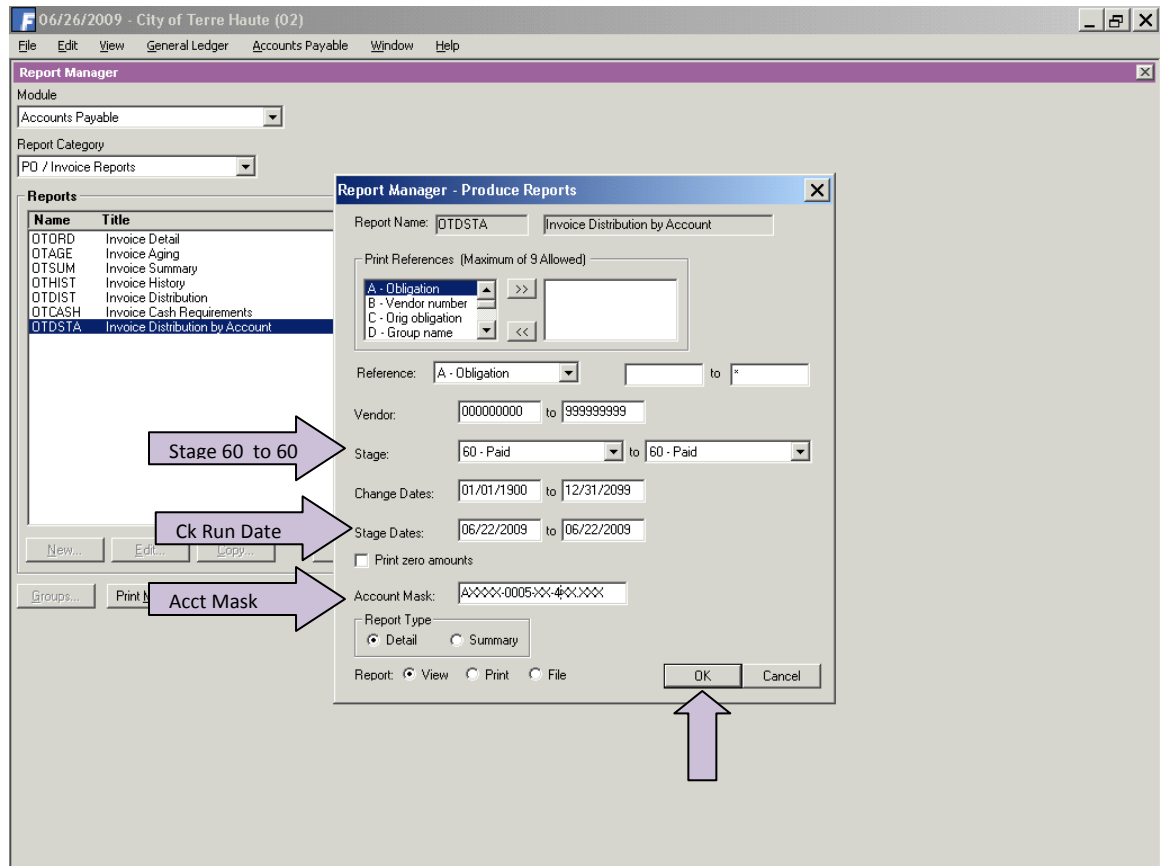 06/26/2009 - City of Terre Haute (02)
File Edit View General Ledger Accounts Payable Window Help
Report Manager
Module
Accounts Payable
Report Category
PO / Invoice Reports
Reports
Name Title
OTORD Invoice Detail
OTAGE Invoice Aging
OTSUM Invoice Summary
OTHIST Invoice History
OTDIST Invoice Distribution
OTCASH Invoice Cash Requirements
OTDSTA Invoice Distribution by Account
New... Edit... Copy...
Groups... Print
Report Manager - Produce Reports
Report Name: OTDSTA Invoice Distribution by Account
Print References (Maximum of 9 Allowed)
A - Obligation >>
B - Vendor number
C - Orig obligation
D - Group name <<
Reference: A - Obligation to *
Vendor: 000000000 to 999999999
Stage 60 to 60
Stage: 60 - Paid to 60 - Paid
Change Dates: 01/01/1900 to 12/31/2099
Ck Run Date
Stage Dates: 06/22/2009 to 06/22/2009
Print zero amounts
Acct Mask
Account Mask:
Report Type
Detail Summary
Report: View Print File
OK Cancel